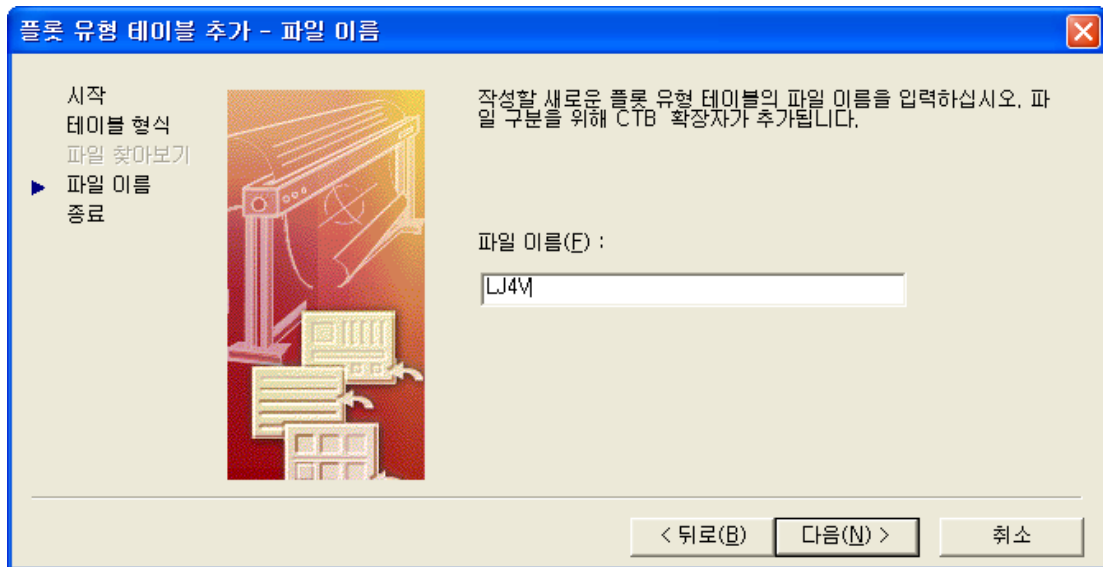 플롯 유형 테이블 추가 - 파일 이름
시작
테이블 형식
파일 찾아보기
파일 이름
종료
작성할 새로운 플롯 유형 테이블의 파일 이름을 입력하십시오. 파
일 구분을 위해 CTB 확장자가 추가됩니다.
파일 이름(F) :
LJ4V
< 뒤로(B)
다음(N) >
취소